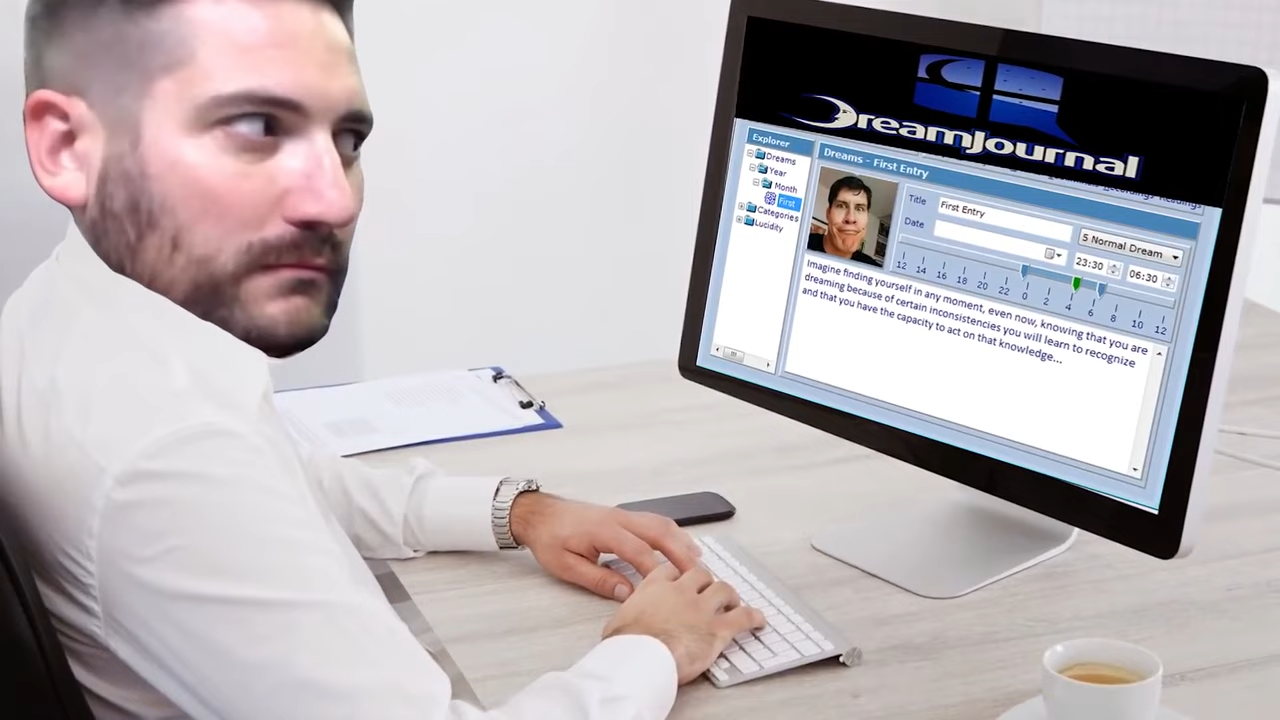 DreamJournal
Explorer
Dreams
Year
Month
First
Categories
Lucidity
Dreams - First Entry
Title
First Entry
Date
5 Normal Dream
23:30
06:30
12 14 16 18 20 22 0 2 4 6 8 10 12
Imagine finding yourself in any moment, even now, knowing that you are
dreaming because of certain inconsistencies you will learn to recognize
and that you have the capacity to act on that knowledge...